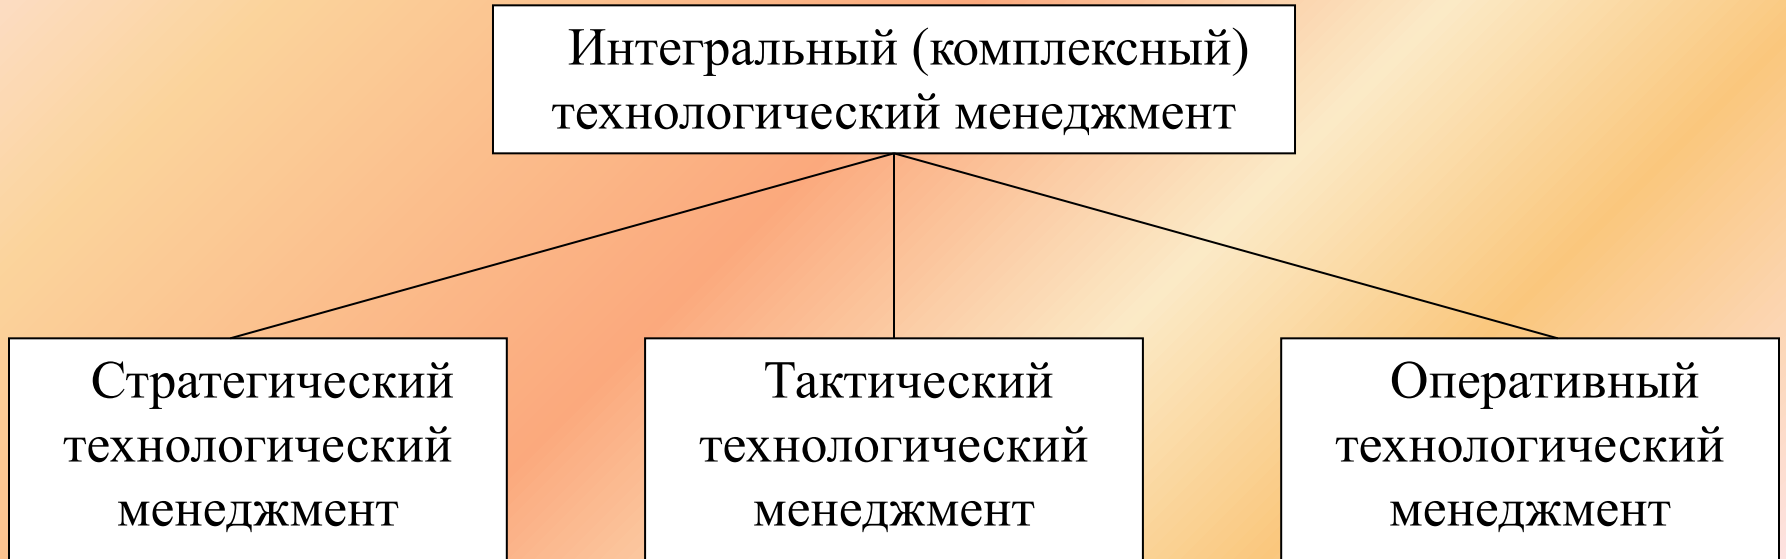 Интегральный (комплексный)
технологический менеджмент
Стратегический
технологический
менеджмент
Тактический
технологический
менеджмент
Оперативный
технологический
менеджмент